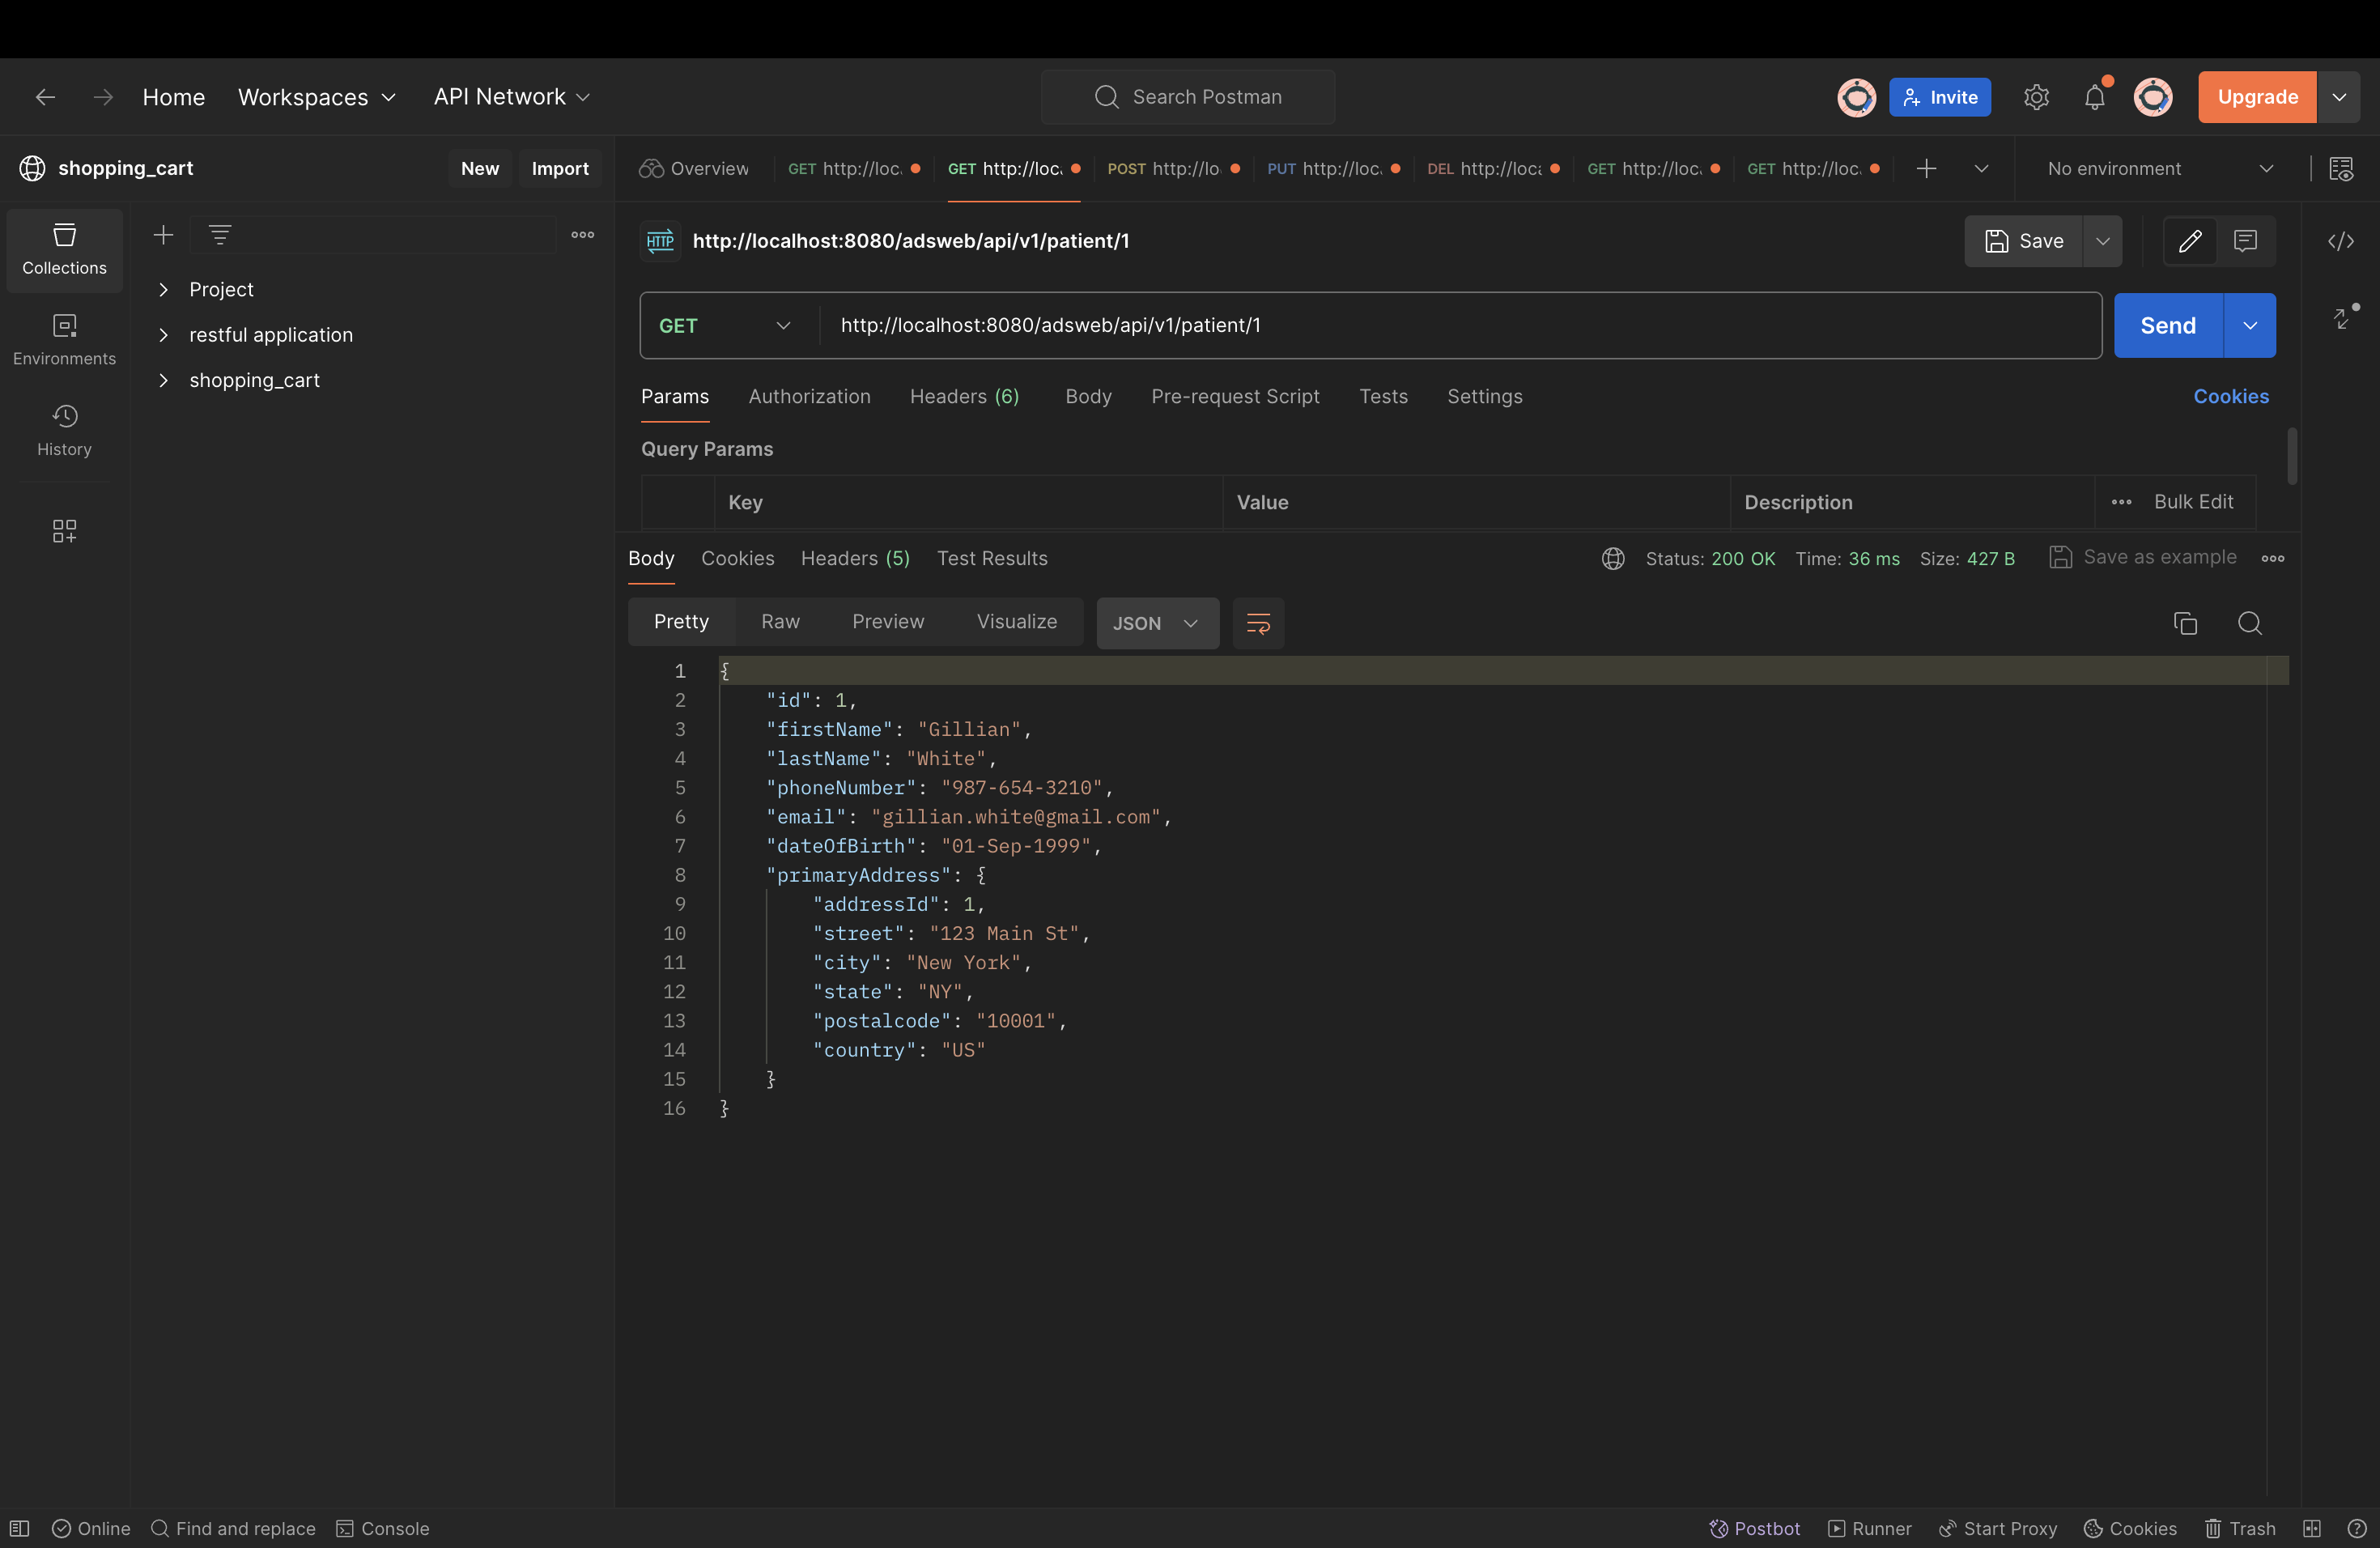 Home Workspaces API Network Search Postman Invite Upgrade
shopping_cart New Import
Overview GET http://loc. GET http://loc. POST http://lo. PUT http://loc. DEL http://loc. GET http://loc. GET http://loc. No environment
Collections
Environments
History
Project
restful application
shopping_cart
HTTP http://localhost:8080/adsweb/api/v1/patient/1 Save
GET http://localhost:8080/adsweb/api/v1/patient/1 Send
Params Authorization Headers (6) Body Pre-request Script Tests Settings Cookies
Query Params
Key Value Description Bulk Edit
Body Cookies Headers (5) Test Results Status: 200 OK Time: 36 ms Size: 427 B Save as example
Pretty Raw Preview Visualize JSON
1 {
2 "id": 1,
3 "firstName": "Gillian",
4 "lastName": "White",
5 "phoneNumber": "987-654-3210",
6 "email": "gillian.white@gmail.com",
7 "dateOfBirth": "01-Sep-1999",
8 "primaryAddress": {
9 "addressId": 1,
10 "street": "123 Main St",
11 "city": "New York",
12 "state": "NY",
13 "postalcode": "10001",
14 "country": "US"
15 }
16 }
Online Find and replace Console Postbot Runner Start Proxy Cookies Trash